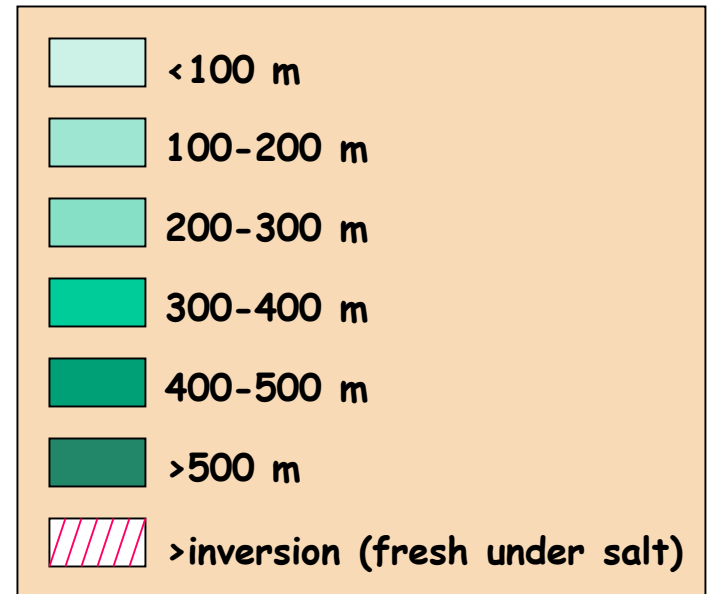 <100 m
100-200 m
200-300 m
300-400 m
400-500 m
>500 m
>inversion (fresh under salt)